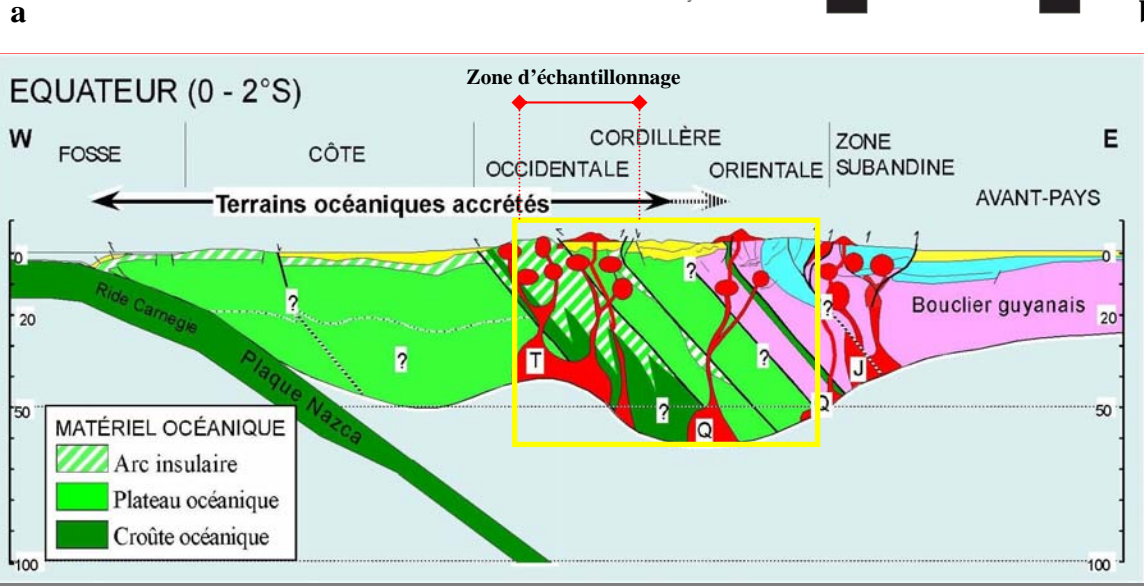 a
b
Zone d'échantillonnage
EQUATEUR (0 - 2°S)
W
E
FOSSE
CÔTE
CORDILLÈRE
OCCIDENTALE
ORIENTALE
ZONE
SUBANDINE
AVANT-PAYS
Terrains océaniques accrétés
0
0
?
?
?
?
?
?
Ride Carnegie
Plaque Nazca
Bouclier guyanais
20
20
T
J
Q
Q
50
50
MATÉRIEL OCÉANIQUE
Arc insulaire
Plateau océanique
Croûte océanique
100
100